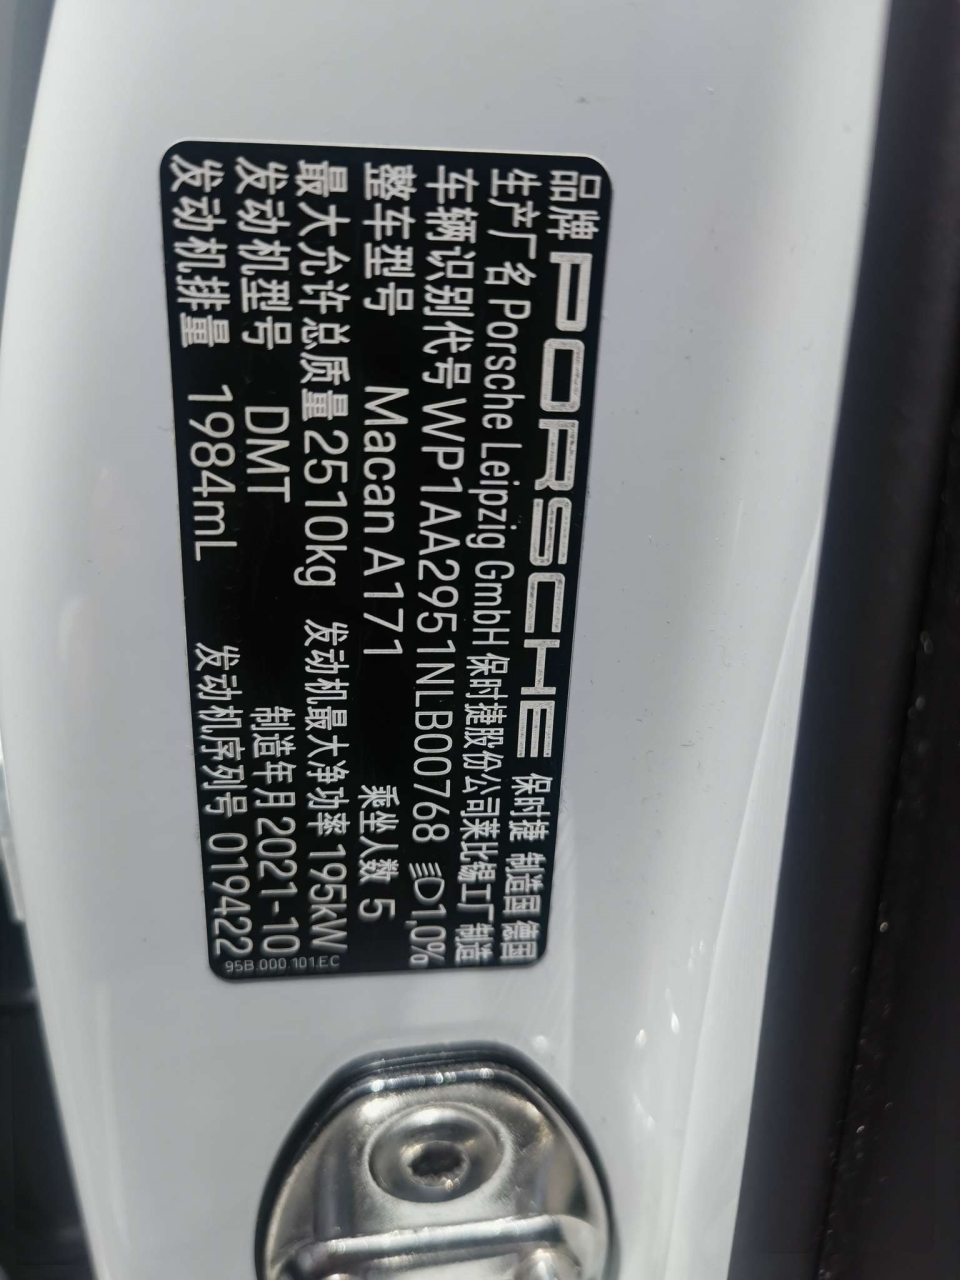 品牌 PORSCHE 保时捷 制造国 德国
生产厂名 Porsche Leipzig GmbH 保时捷股份公司莱比锡工厂制造
车辆识别代号 WP1AA2951NLB00768 1,0%
整车型号 Macan A171 乘坐人数 5
最大允许总质量 2510kg 发动机最大净功率 195kW
发动机型号 DMT 制造年月 2021-10
发动机排量 1984mL 发动机序列号 019422
95B.000.101.EC